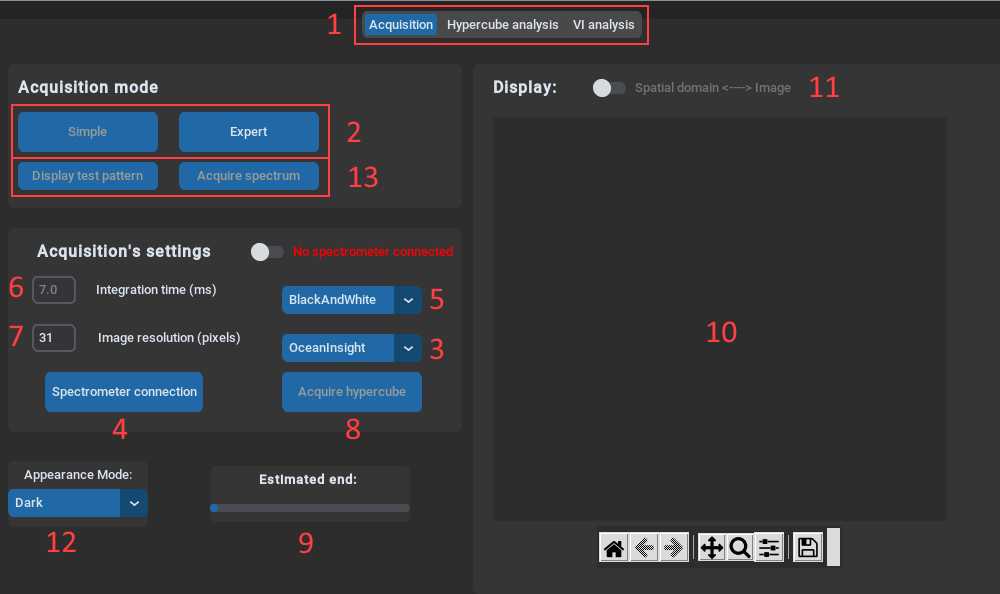 1 Acquisition Hypercube analysis VI analysis
Acquisition mode
Simple Expert 2
Display test pattern Acquire spectrum 13
Acquisition's settings No spectrometer connected
6 7.0 Integration time (ms)
BlackAndWhite 5
7 31 Image resolution (pixels)
OceanInsight 3
Spectrometer connection Acquire hypercube
4 8
Appearance Mode:
Dark
12
Estimated end:
9
Display: Spatial domain <----> Image 11
10